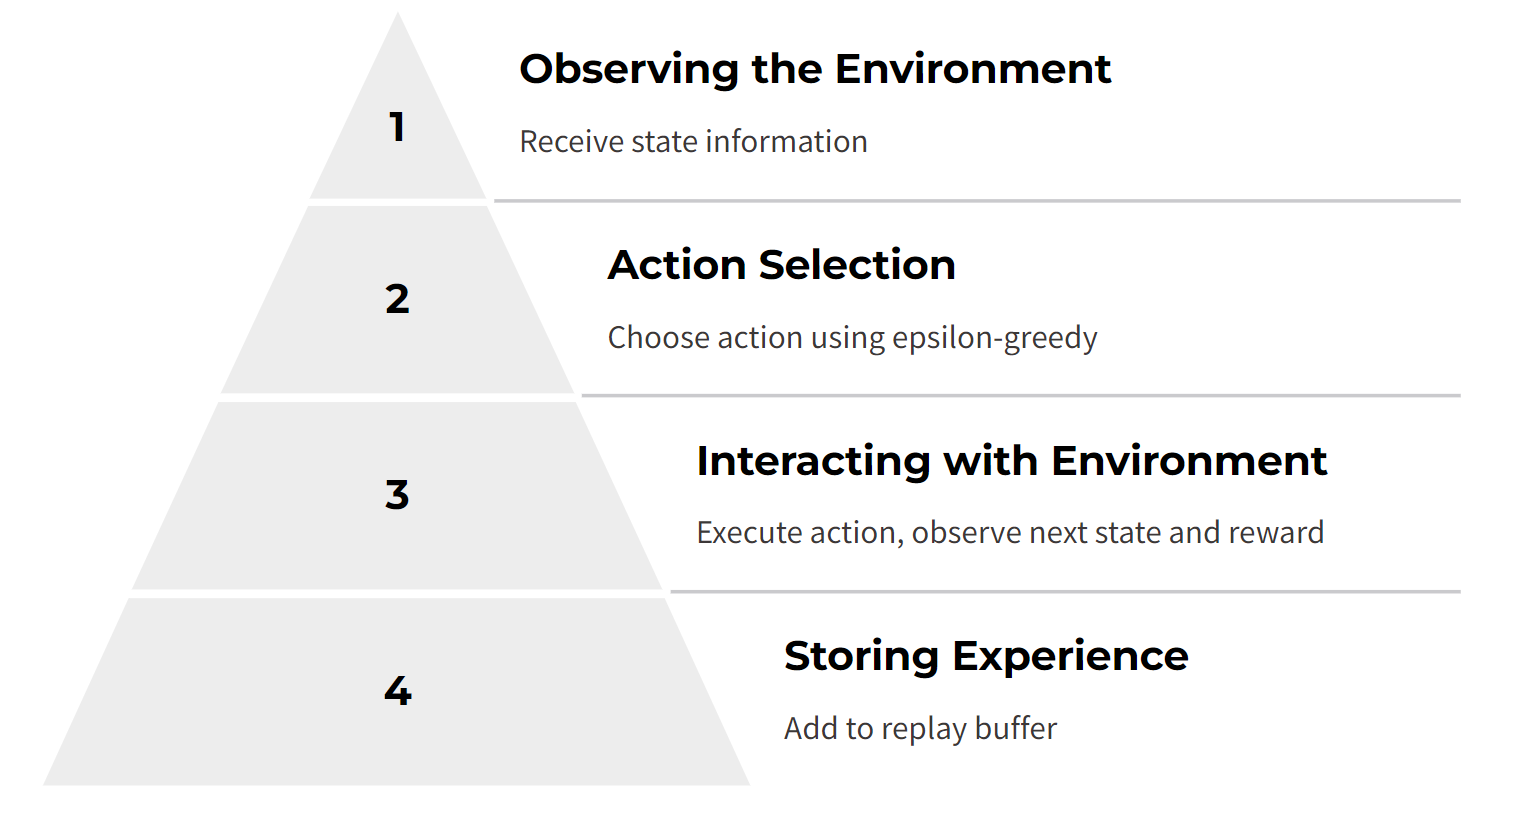 1
Observing the Environment
Receive state information
2
Action Selection
Choose action using epsilon-greedy
3
Interacting with Environment
Execute action, observe next state and reward
4
Storing Experience
Add to replay buffer